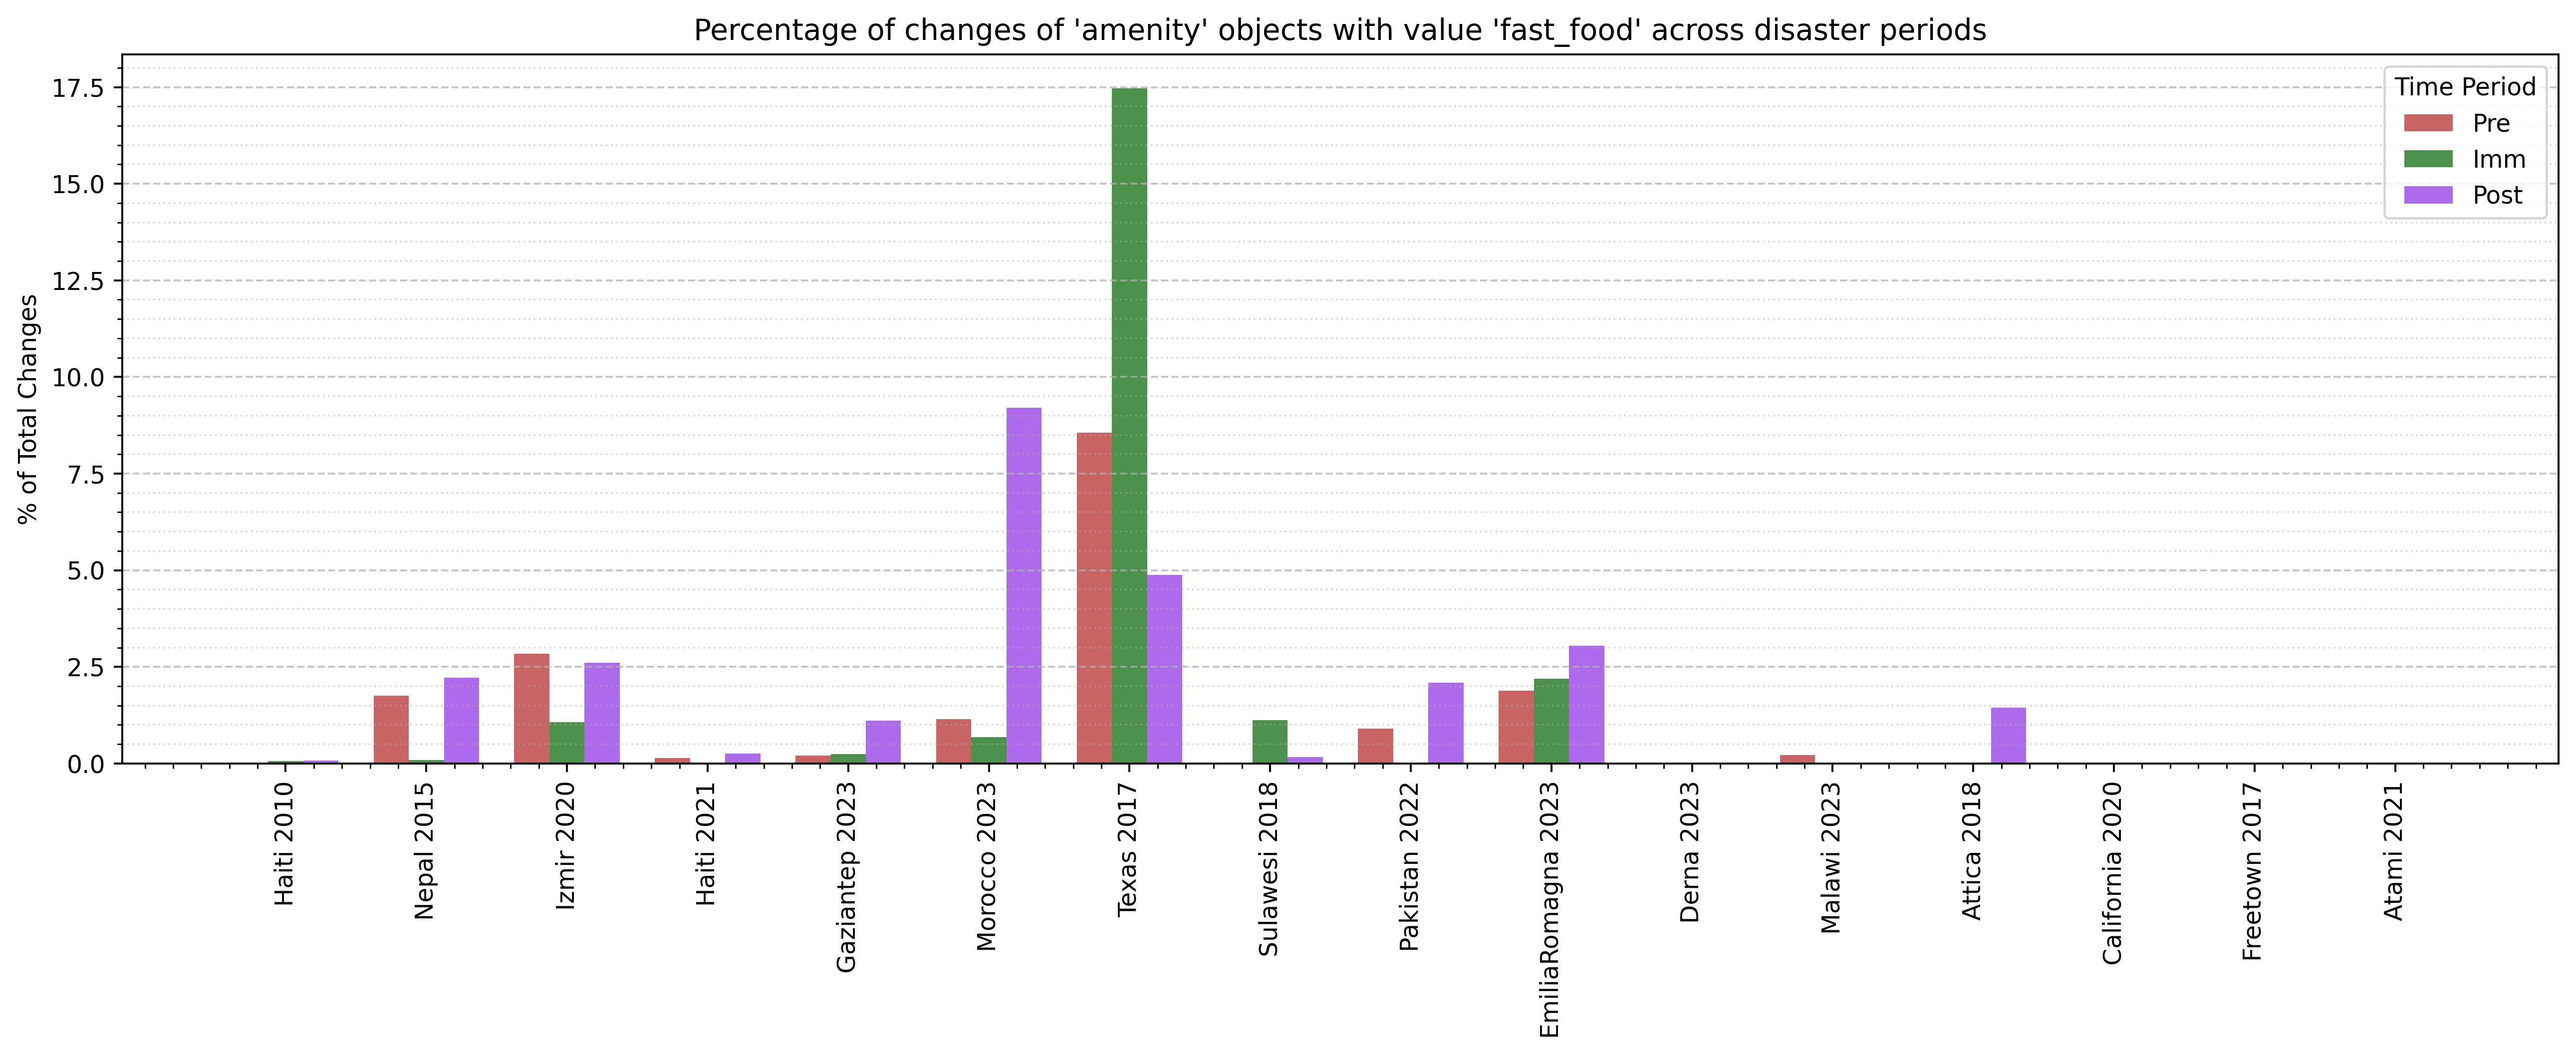 Percentage of changes of 'amenity' objects with value 'fast_food' across disaster periods
% of Total Changes
17.5
15.0
12.5
10.0
7.5
5.0
2.5
0.0
Time Period
Pre
Imm
Post
Haiti 2010
Nepal 2015
Izmir 2020
Haiti 2021
Gaziantep 2023
Morocco 2023
Texas 2017
Sulawesi 2018
Pakistan 2022
EmiliaRomagna 2023
Derna 2023
Malawi 2023
Attica 2018
California 2020
Freetown 2017
Atami 2021